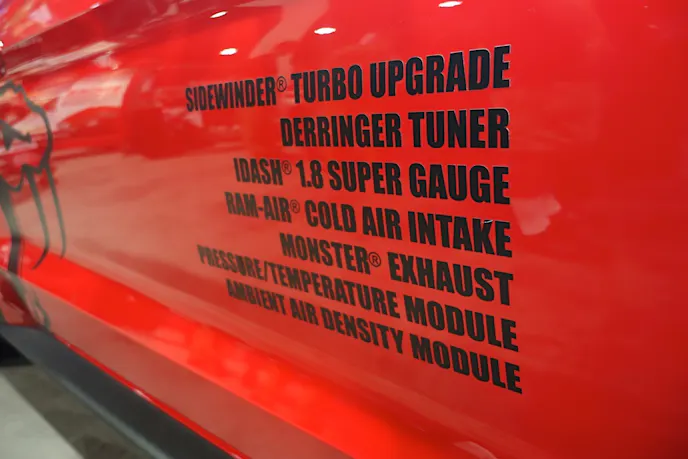 SIDEWINDER® TURBO UPGRADE
DERRINGER TUNER
IDASH® 1.8 SUPER GAUGE
RAM-AIR® COLD AIR INTAKE
MONSTER® EXHAUST
PRESSURE/TEMPERATURE MODULE
AMBIENT AIR DENSITY MODULE